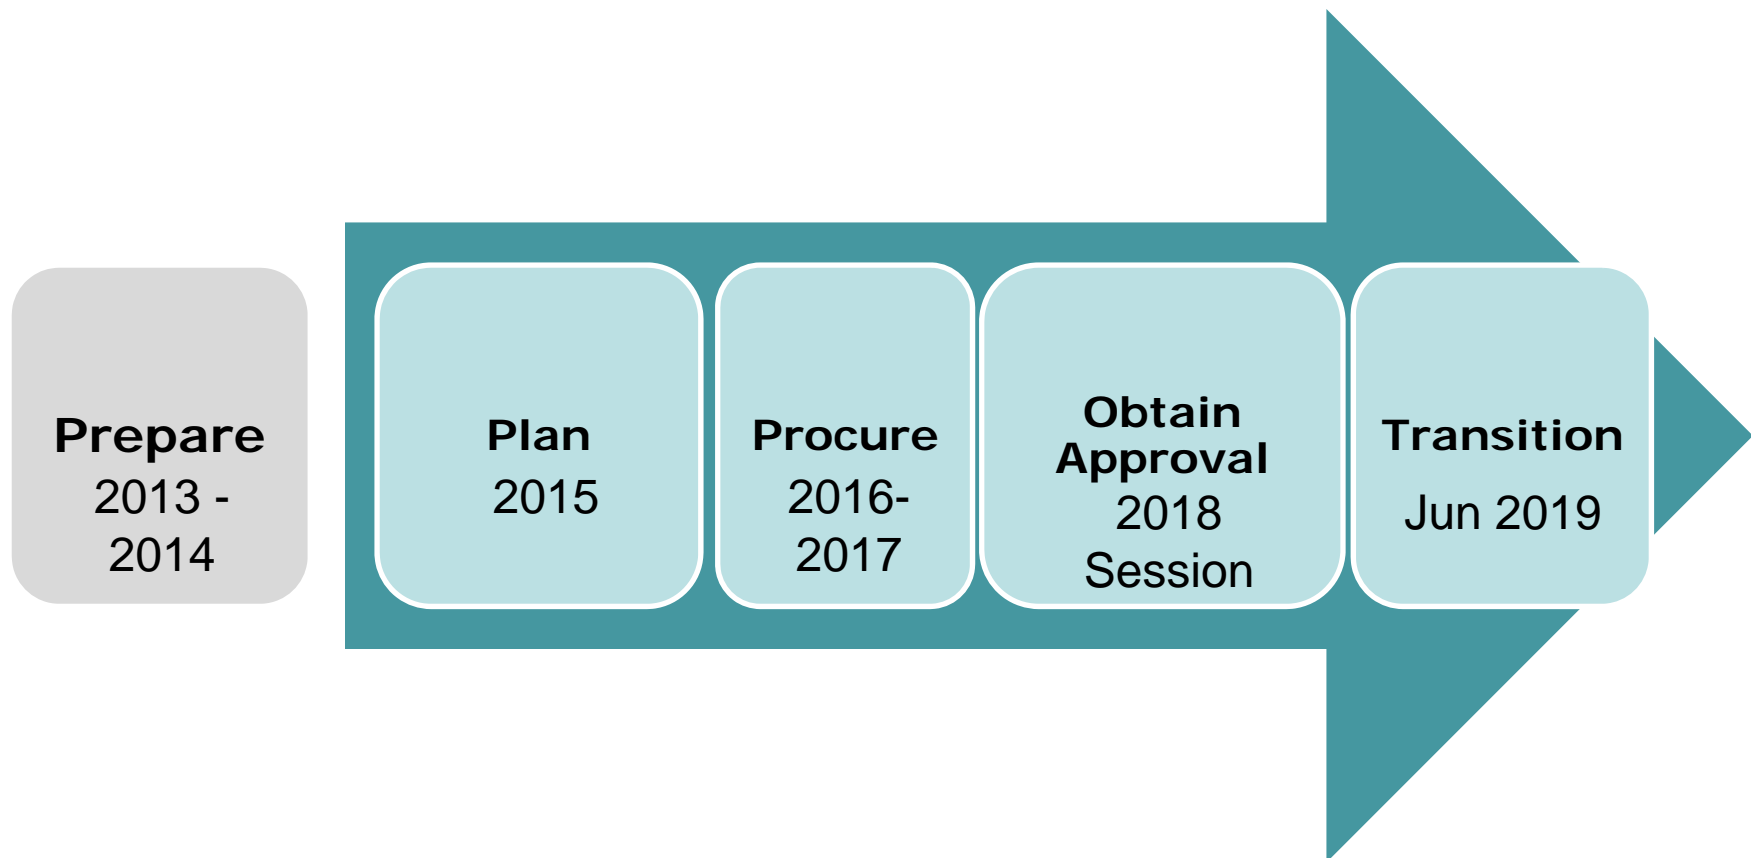 Prepare
2013 -
2014
Plan
2015
Procure
2016-
2017
Obtain
Approval
2018
Session
Transition
Jun 2019